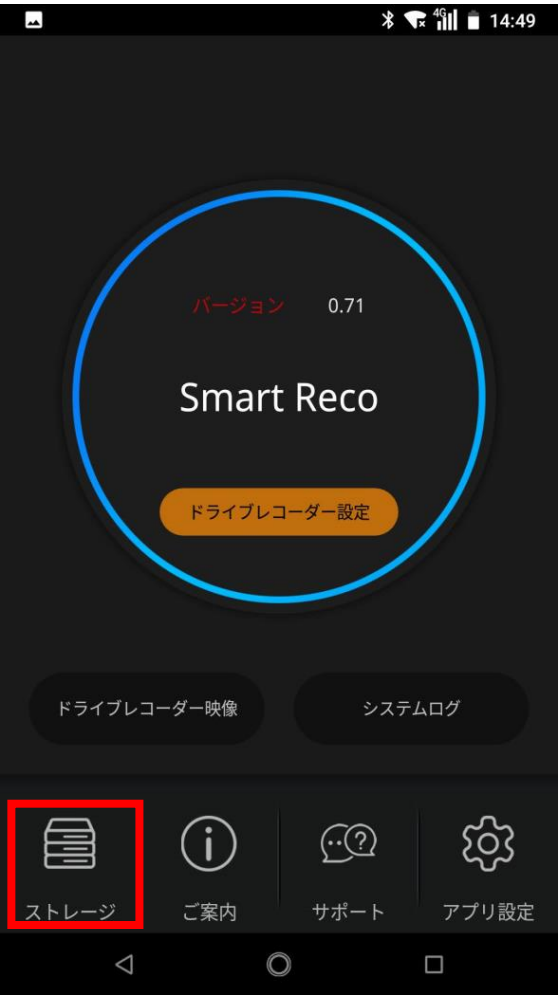 4G 14:49
バージョン 0.71
Smart Reco
ドライブレコーダー設定
ドライブレコーダー映像 システムログ
ストレージ ご案内 サポート アプリ設定